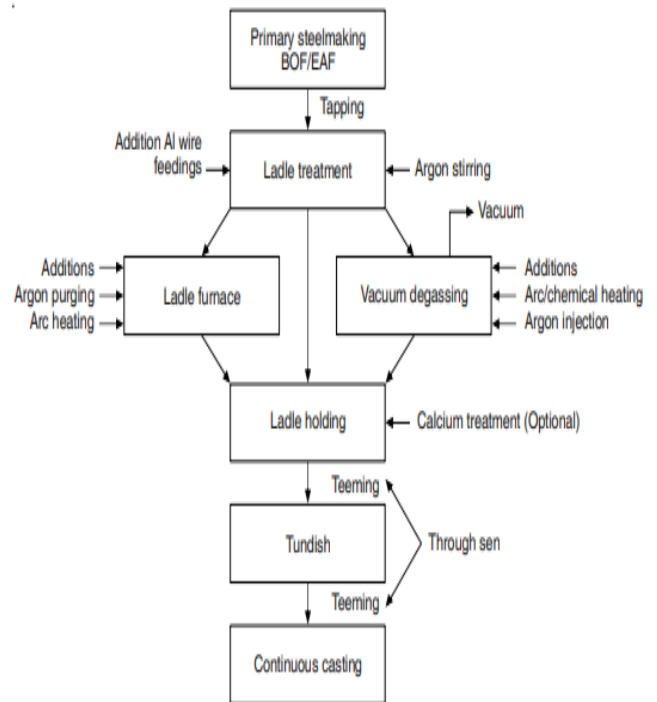 Primary steelmaking
BOF/EAF
Tapping
Addition Al wire
feedings
Ladle treatment
Argon stirring
Vacuum
Additions
Argon purging
Arc heating
Ladle furnace
Vacuum degassing
Additions
Arc/chemical heating
Argon injection
Ladle holding
Calcium treatment (Optional)
Teeming
Tundish
Through sen
Teeming
Continuous casting